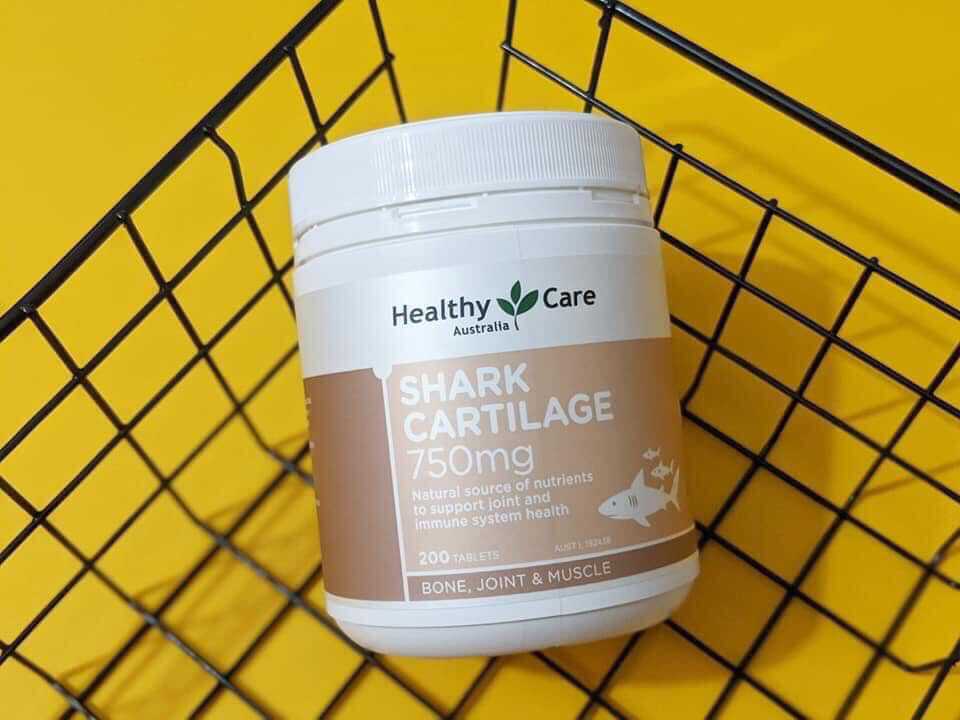 Healthy Care
Australia
SHARK
CARTILAGE
750mg
Natural source of nutrients
to support joint and
immune system health
200 TABLETS
AUST L
BONE, JOINT & MUSCLE